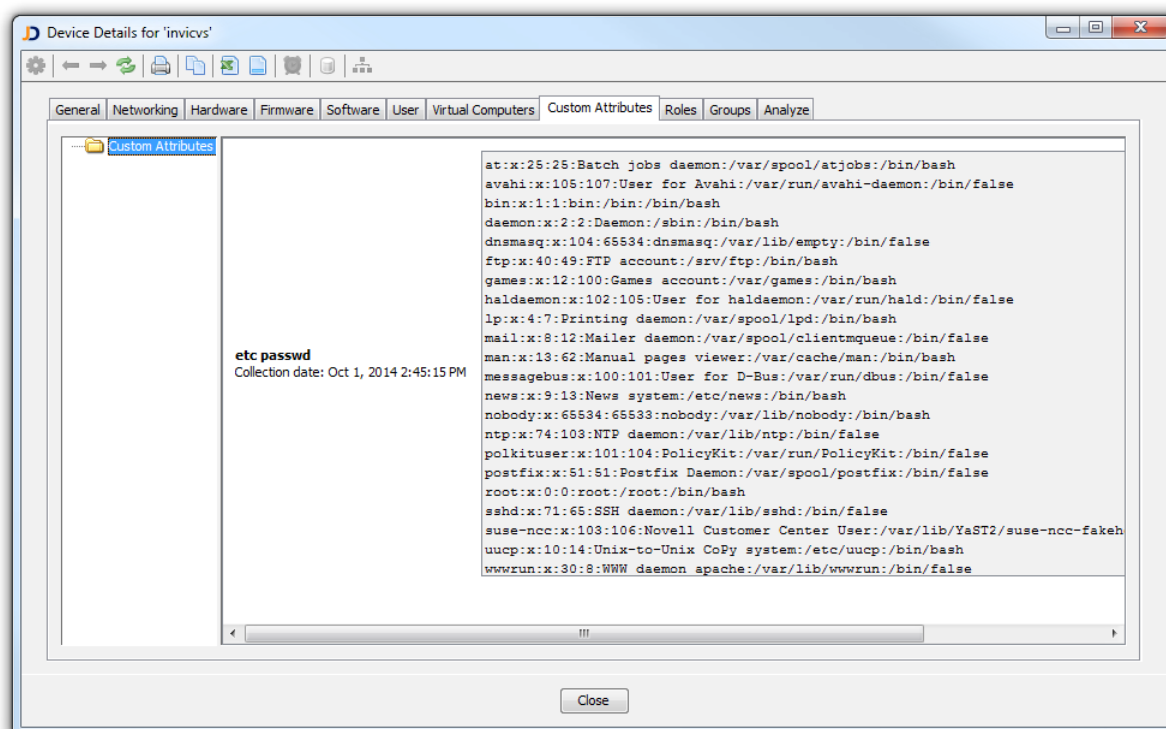 Device Details for 'invicvs'
General Networking Hardware Firmware Software User Virtual Computers Custom Attributes Roles Groups Analyze
Custom Attributes
etc passwd
Collection date: Oct 1, 2014 2:45:15 PM
at:x:25:25:Batch jobs daemon:/var/spool/atjobs:/bin/bash
avahi:x:105:107:User for Avahi:/var/run/avahi-daemon:/bin/false
bin:x:1:1:bin:/bin:/bin/bash
daemon:x:2:2:Daemon:/sbin:/bin/bash
dnsmasq:x:104:65534:dnsmasq:/var/lib/empty:/bin/false
ftp:x:40:49:FTP account:/srv/ftp:/bin/bash
games:x:12:100:Games account:/var/games:/bin/bash
haldaemon:x:102:105:User for haldaemon:/var/run/hald:/bin/false
lp:x:4:7:Printing daemon:/var/spool/lpd:/bin/bash
mail:x:8:12:Mailer daemon:/var/spool/clientmqueue:/bin/false
man:x:13:62:Manual pages viewer:/var/cache/man:/bin/bash
messagebus:x:100:101:User for D-Bus:/var/run/dbus:/bin/false
news:x:9:13:News system:/etc/news:/bin/bash
nobody:x:65534:65533:nobody:/var/lib/nobody:/bin/bash
ntp:x:74:103:NTP daemon:/var/lib/ntp:/bin/false
polkituser:x:101:104:PolicyKit:/var/run/PolicyKit:/bin/false
postfix:x:51:51:Postfix Daemon:/var/spool/postfix:/bin/false
root:x:0:0:root:/root:/bin/bash
sshd:x:71:65:SSH daemon:/var/lib/sshd:/bin/false
suse-ncc:x:103:106:Novell Customer Center User:/var/lib/YaST2/suse-ncc-fakeh
uucp:x:10:14:Unix-to-Unix CoPy system:/etc/uucp:/bin/bash
wwwrun:x:30:8:WWW daemon apache:/var/lib/wwwrun:/bin/false
Close